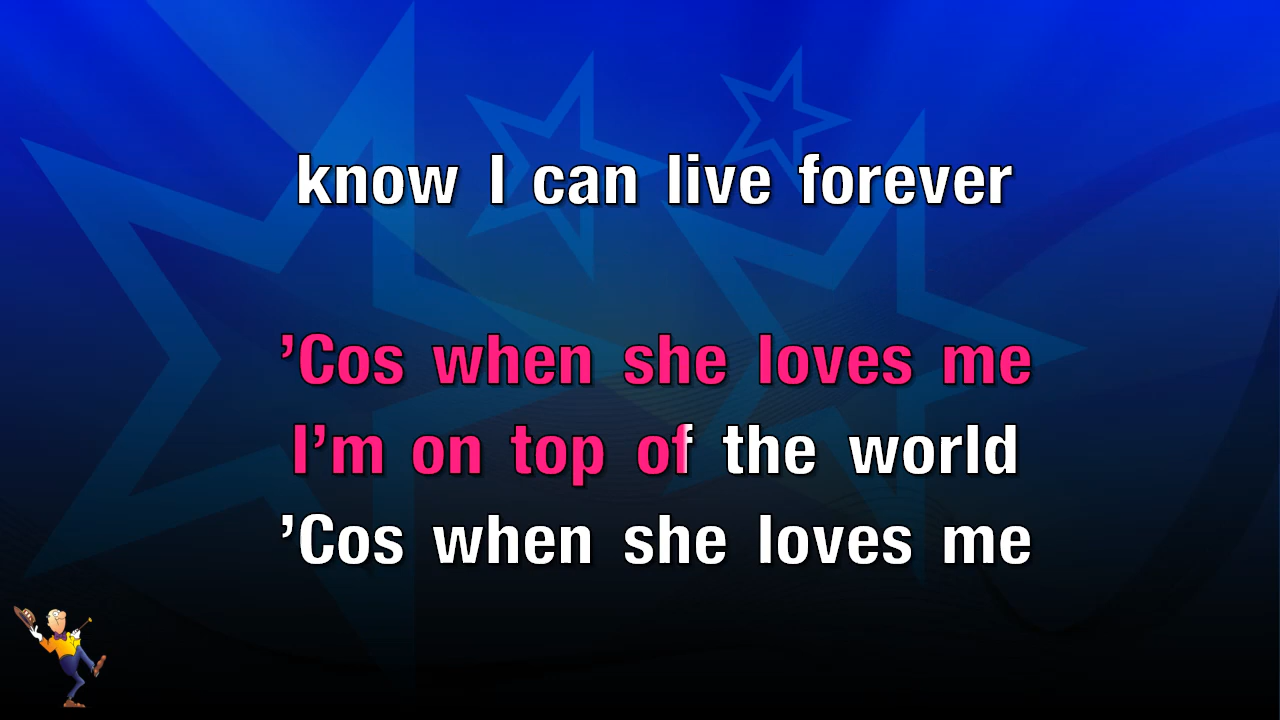 know I can live forever
’Cos when she loves me
I’m on top of the world
’Cos when she loves me